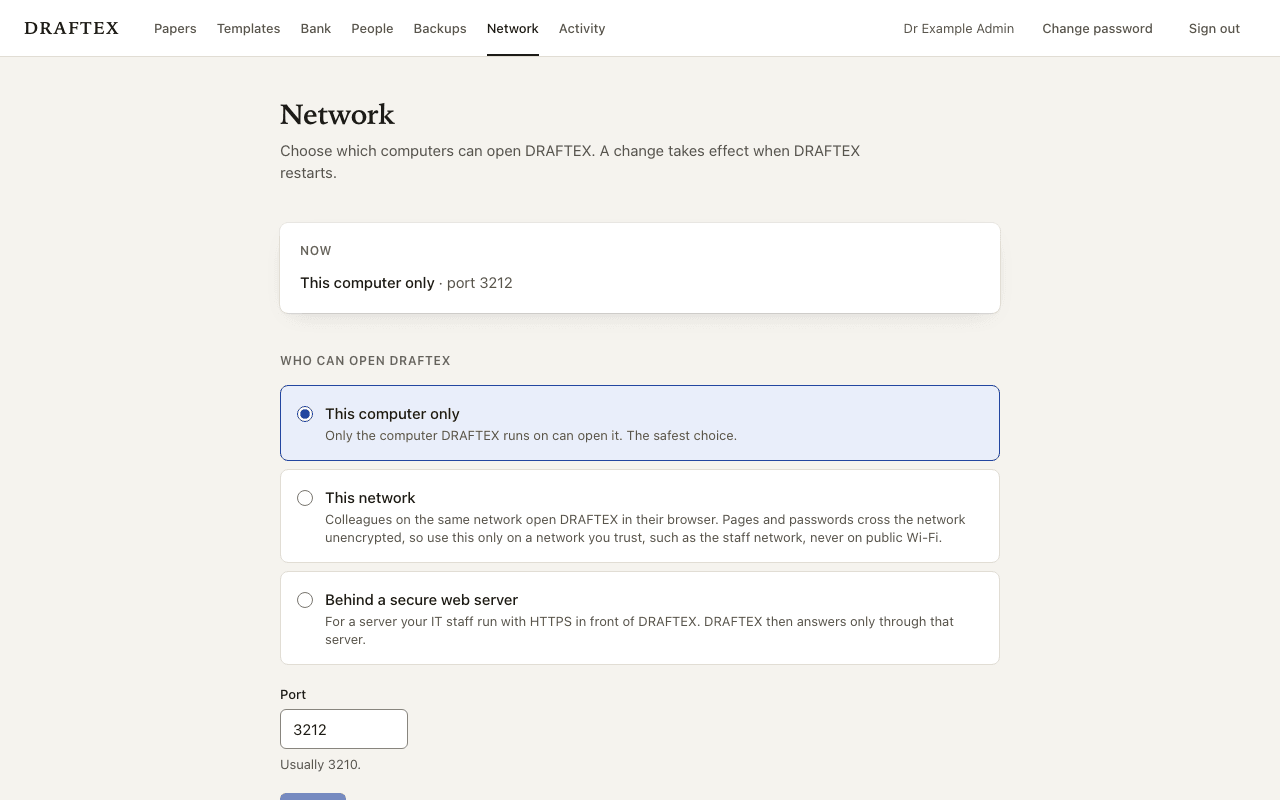 DRAFTEX
Papers
Templates
Bank
People
Backups
Network
Activity
Dr Example Admin
Change password
Sign out
Network
Choose which computers can open DRAFTEX. A change takes effect when DRAFTEX
restarts.
NOW
This computer only · port 3212
WHO CAN OPEN DRAFTEX
This computer only
Only the computer DRAFTEX runs on can open it. The safest choice.
This network
Colleagues on the same network open DRAFTEX in their browser. Pages and passwords cross the network
unencrypted, so use this only on a network you trust, such as the staff network, never on public Wi-Fi.
Behind a secure web server
For a server your IT staff run with HTTPS in front of DRAFTEX. DRAFTEX then answers only through that
server.
Port
3212
Usually 3210.